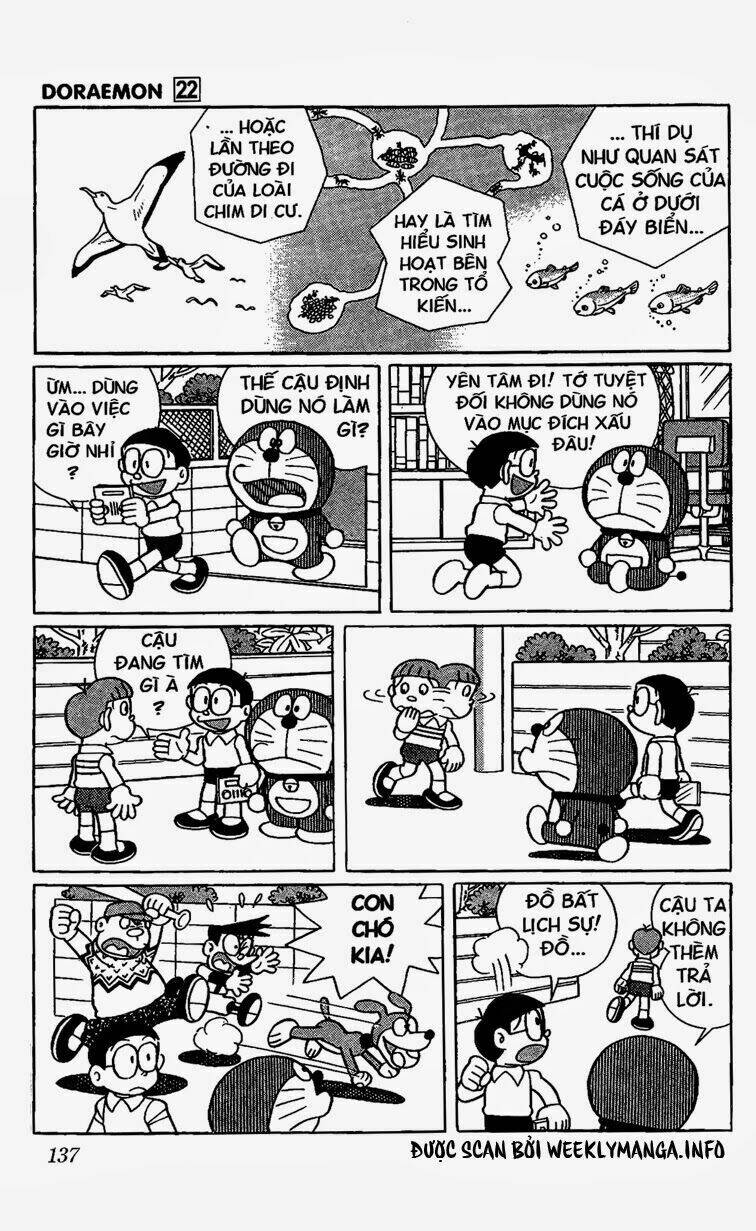 DORAEMON 22
... THÍ DỤ
NHƯ QUAN SÁT
CUỘC SỐNG CỦA
CÁ Ở DƯỚI
ĐÁY BIỂN...
HAY LÀ TÌM
HIỂU SINH
HOẠT BÊN
TRONG TỔ
KIẾN...
... HOẶC
LẦN THEO
ĐƯỜNG ĐI
CỦA LOÀI
CHIM DI CƯ.
YÊN TÂM ĐI! TỚ TUYỆT
ĐỐI KHÔNG DÙNG NÓ
VÀO MỤC ĐÍCH XẤU
ĐÂU!
THẾ CẬU ĐỊNH
DÙNG NÓ LÀM
GÌ?
ỪM... DÙNG
VÀO VIỆC
GÌ BÂY
GIỜ NHỈ
?
CẬU
ĐANG TÌM
GÌ À
?
CẬU TA
KHÔNG
THÈM
TRẢ
LỜI.
ĐỒ BẤT
LỊCH SỰ!
ĐỒ...
CON
CHÓ
KIA!
137
ĐƯỢC SCAN BỞI WEEKLYMANGA.INFO